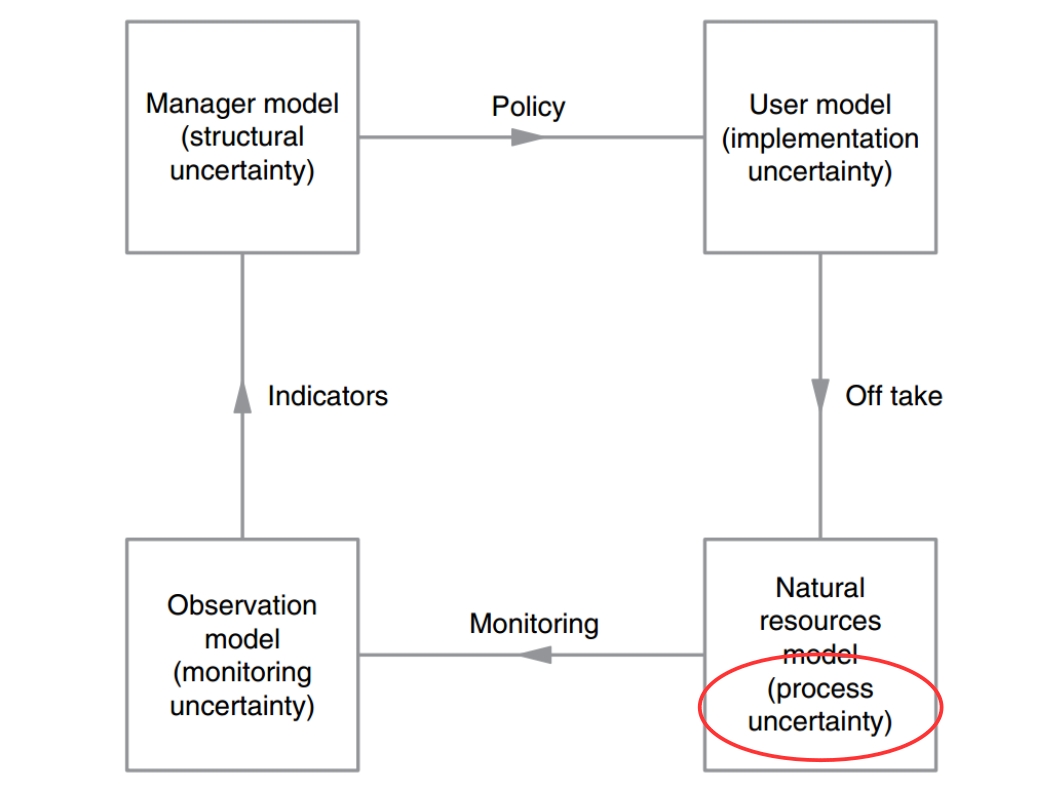 Manager model
(structural
uncertainty)
Policy
User model
(implementation
uncertainty)
Indicators
Off take
Observation
model
(monitoring
uncertainty)
Monitoring
Natural
resources
model
(process
uncertainty)